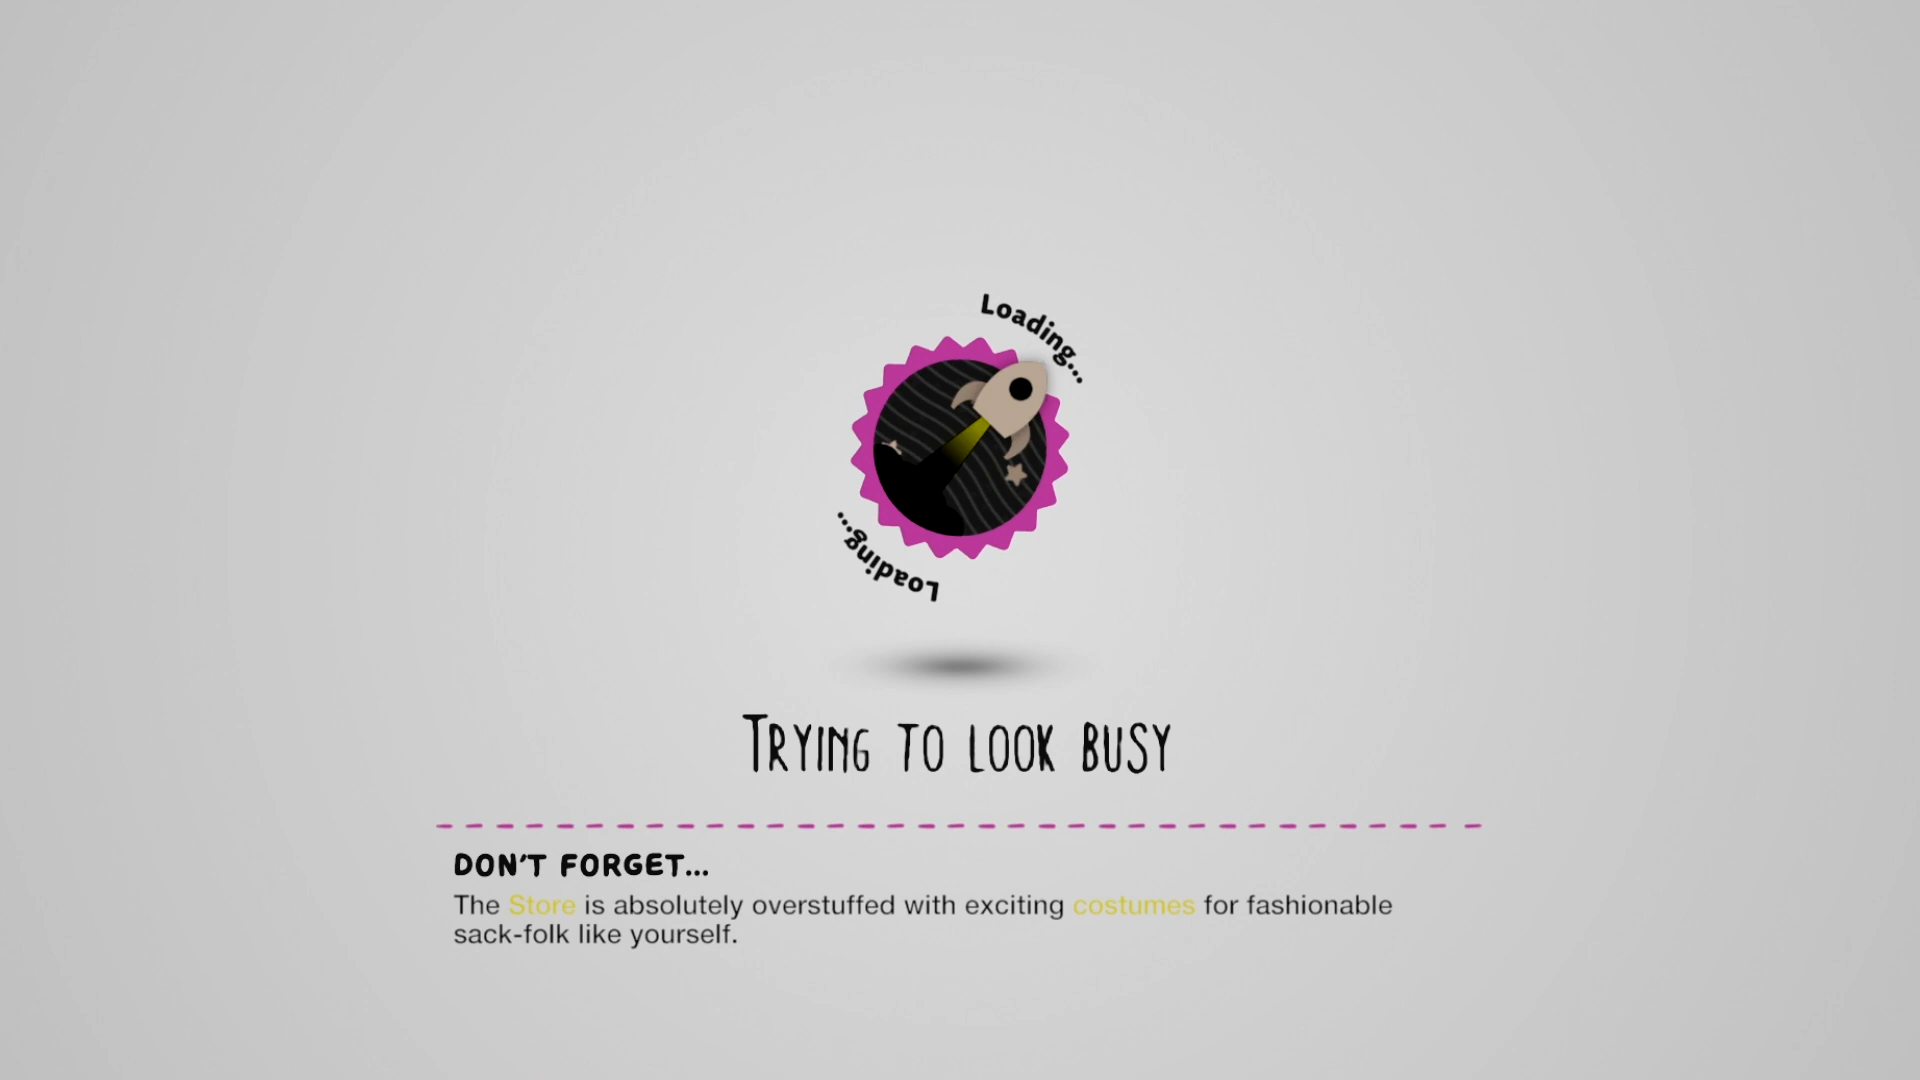 Loading...
Loading...
TRYING TO LOOK BUSY
DON'T FORGET...
The Store is absolutely overstuffed with exciting costumes for fashionable
sack-folk like yourself.